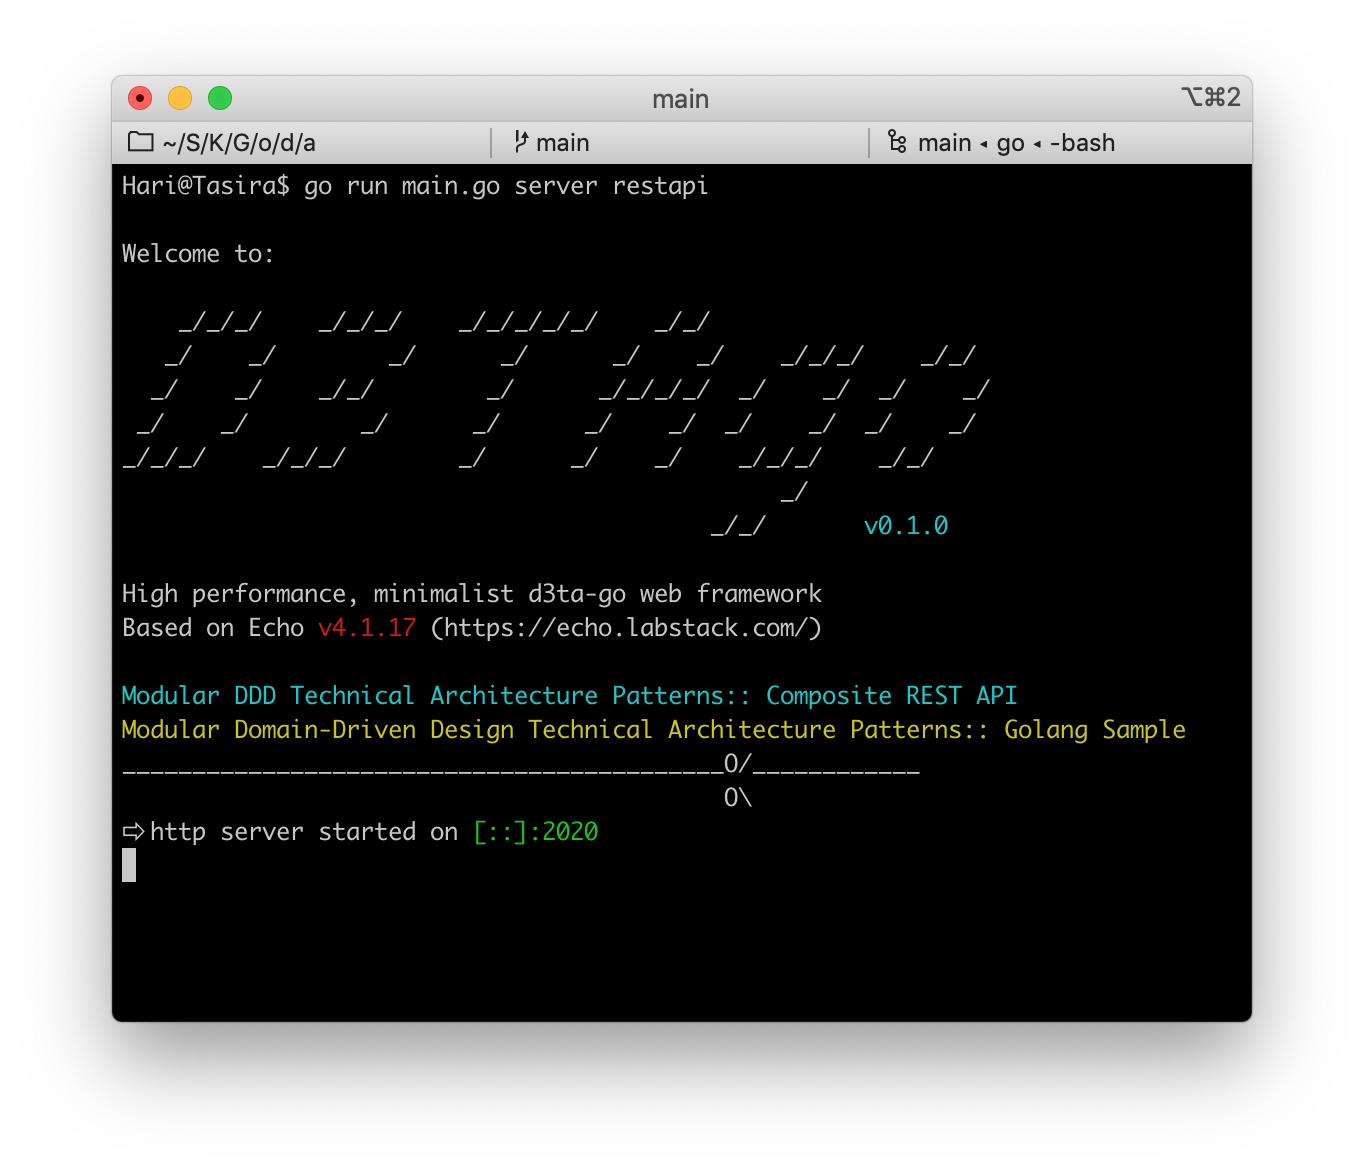 main ⌥⌘2
~/S/K/G/o/d/a main main ◂ go ◂ -bash
Hari@Tasira$ go run main.go server restapi
Welcome to:
    _/_/_/    _/_/_/    _/_/_/_/_/    _/_/
   _/    _/        _/      _/      _/    _/    _/_/_/    _/_/
  _/    _/    _/_/        _/      _/_/_/_/  _/    _/  _/    _/
 _/    _/        _/      _/      _/    _/  _/    _/  _/    _/
_/_/_/    _/_/_/        _/      _/    _/    _/_/_/    _/_/
                                               _/
                                          _/_/       v0.1.0
High performance, minimalist d3ta-go web framework
Based on Echo v4.1.17 (https://echo.labstack.com/)
Modular DDD Technical Architecture Patterns:: Composite REST API
Modular Domain-Driven Design Technical Architecture Patterns:: Golang Sample
___________________________________________O/____________
                                           O\
⇨ http server started on [::]:2020